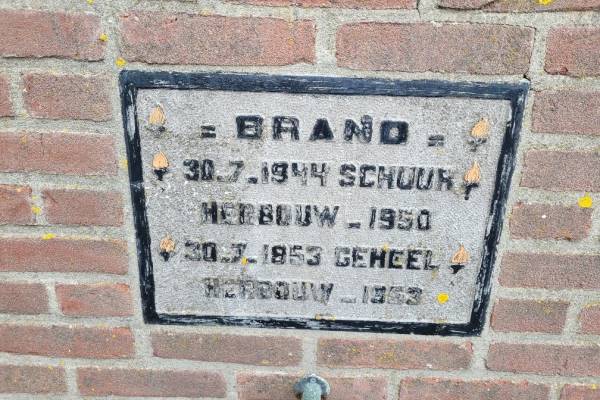 = BRAND =
30.7.1944 SCHUUR
HERBOUW - 1950
30.7.1953 GEHEEL
HERBOUW - 1953